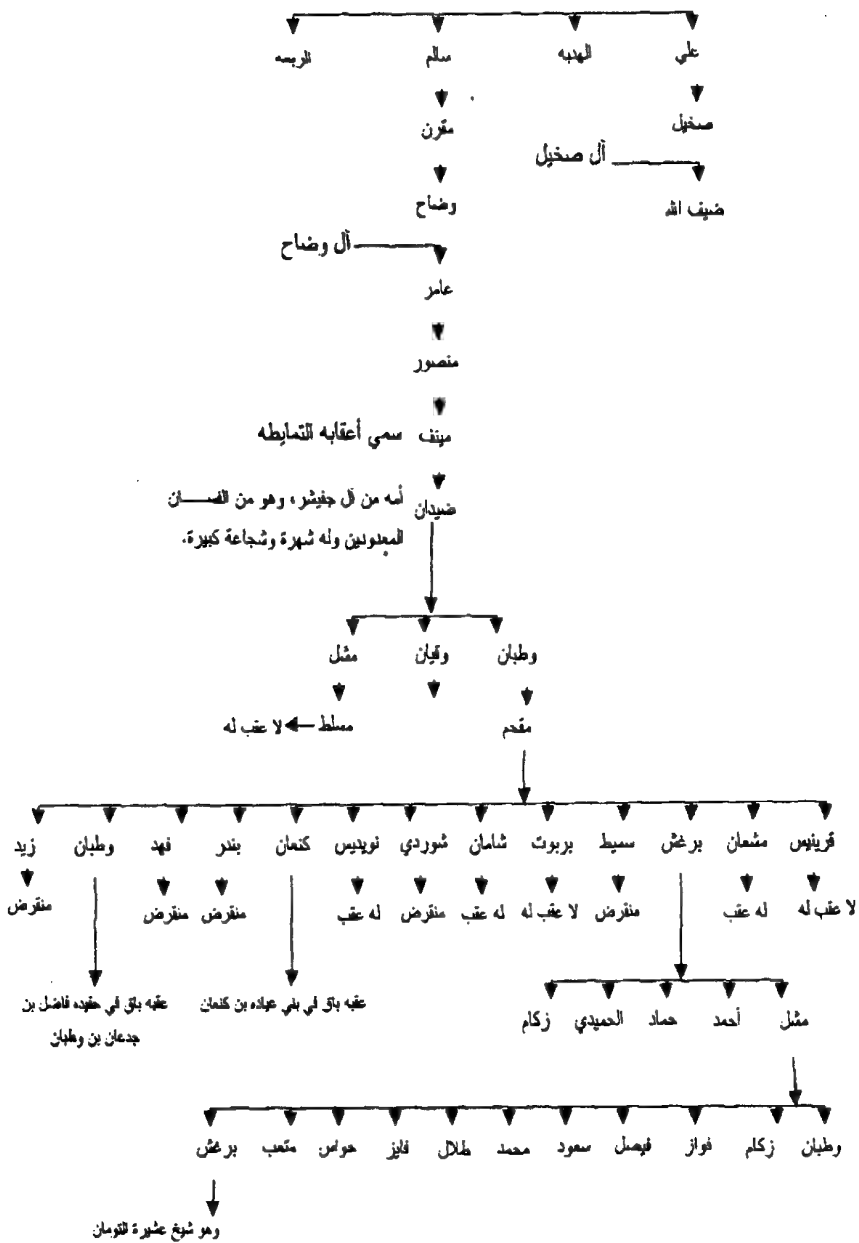 علي الهدبه سالم الربعه
صخيل مقرن
آل صخيل
ضيف الله وضاح
آل وضاح
عامر
منصور
مينف سمي أعقابه التمايطه
ضيدان أمه من آل جفيشر، وهو من الفســـان
المعدودين وله شهرة وشجاعة كبيرة.
وطبان وقيان مثل
مقحم مسلط لا عقب له
قرينيس مشعان برغش سميط بربوت شامان شوردي نويديس كنعان بندر فهد وطبان زيد
لا عقب له له عقب منقرض لا عقب له له عقب منقرض له عقب منقرض منقرض منقرض
عقبه باق في بني عباده بن كنعان عقبه باق في حفيده فاضل بن
جدعان بن وطبان
مثل أحمد حماد الحميدي زكام
وطبان زكام فواز فيصل سعود محمد طلال فايز حواس متعب برغش
وهو شيخ عشيرة التومان